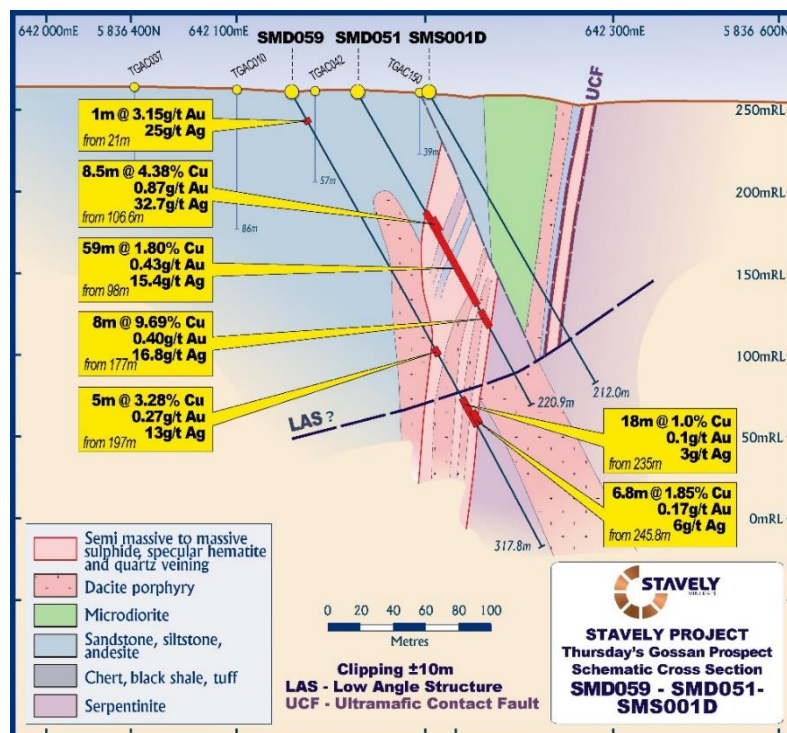 642 000mE
5 836 400N
642 100mE
642 300mE
5 836 600N
SMD059
SMD051
SMS001D
TGAC037
TGAC010
TGAC042
TGAC150
UCF
1m @ 3.15g/t Au
25g/t Ag
from 21m
8.5m @ 4.38% Cu
0.87g/t Au
32.7g/t Ag
from 106.6m
59m @ 1.80% Cu
0.43g/t Au
15.4g/t Ag
from 98m
8m @ 9.69% Cu
0.40g/t Au
16.8g/t Ag
from 177m
5m @ 3.28% Cu
0.27g/t Au
13g/t Ag
from 197m
86m
57m
39m
250mRL
200mRL
150mRL
100mRL
50mRL
0mRL
212.0m
220.9m
317.8m
LAS ?
18m @ 1.0% Cu
0.1g/t Au
3g/t Ag
from 235m
6.8m @ 1.85% Cu
0.17g/t Au
6g/t Ag
from 245.8m
Semi massive to massive
sulphide, specular hematite
and quartz veining
Dacite porphyry
Microdiorite
Sandstone, siltstone,
andesite
Chert, black shale, tuff
Serpentinite
0 20 40 60 80 100
Metres
Clipping ±10m
LAS - Low Angle Structure
UCF - Ultramafic Contact Fault
STAVELY
MINERALS
STAVELY PROJECT
Thursday's Gossan Prospect
Schematic Cross Section
SMD059 - SMD051-
SMS001D